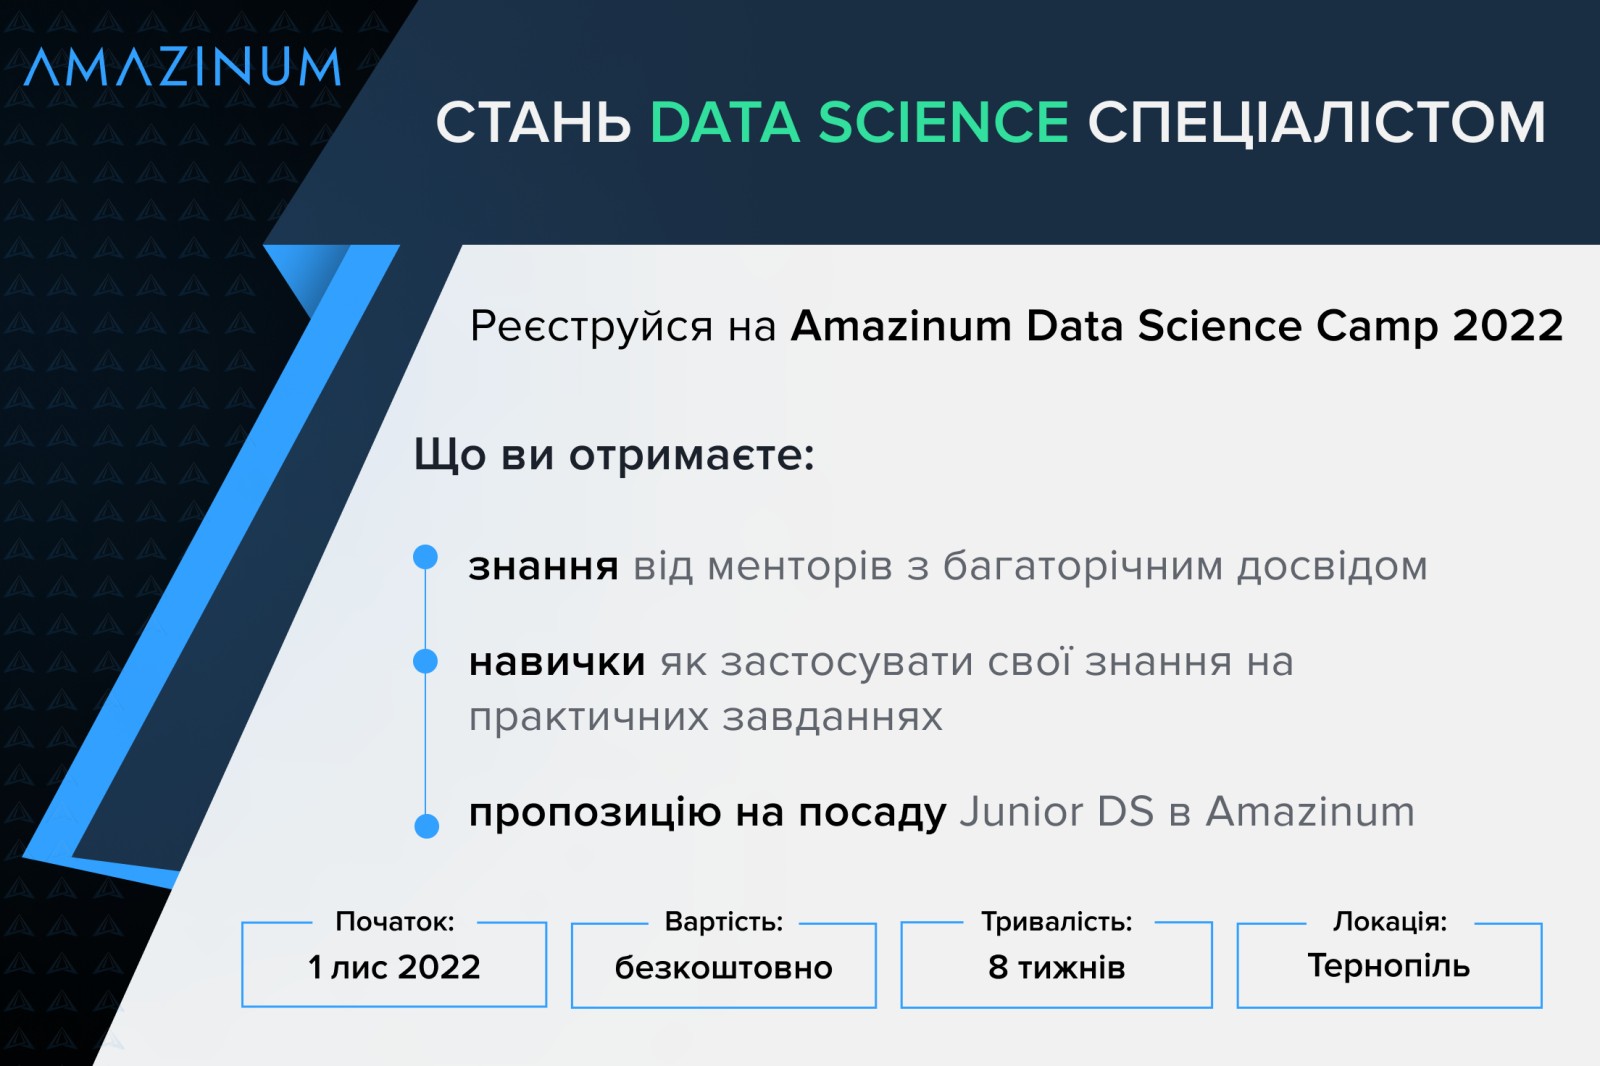 AMAZINUM
СТАНЬ DATA SCIENCE СПЕЦІАЛІСТОМ
Реєструйся на Amazinum Data Science Camp 2022
Що ви отримаєте:
знання від менторів з багаторічним досвідом
навички як застосувати свої знання на
практичних завданнях
пропозицію на посаду Junior DS в Amazinum
Початок:
1 лис 2022
Вартість:
безкоштовно
Тривалість:
8 тижнів
Локація:
Тернопіль